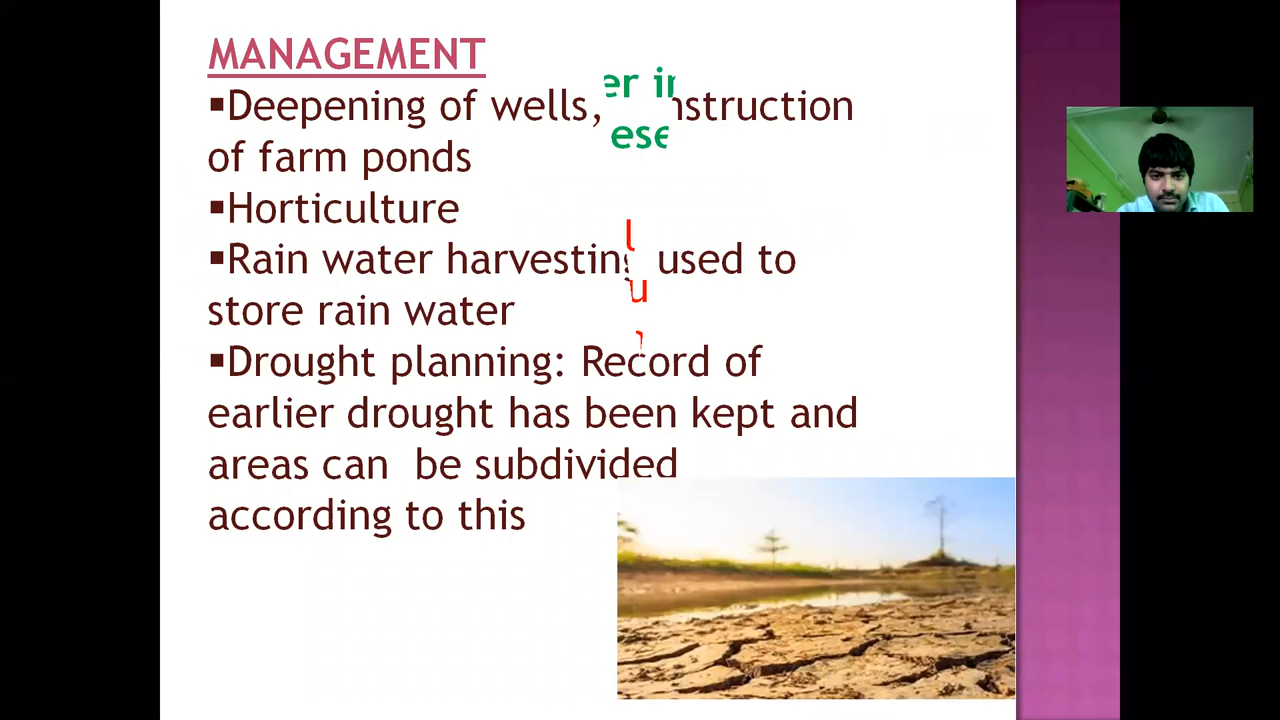 MANAGEMENT
▪Deepening of wells, nstruction
of farm ponds
▪Horticulture
▪Rain water harvesting used to
store rain water
▪Drought planning: Record of
earlier drought has been kept and
areas can be subdivided
according to this